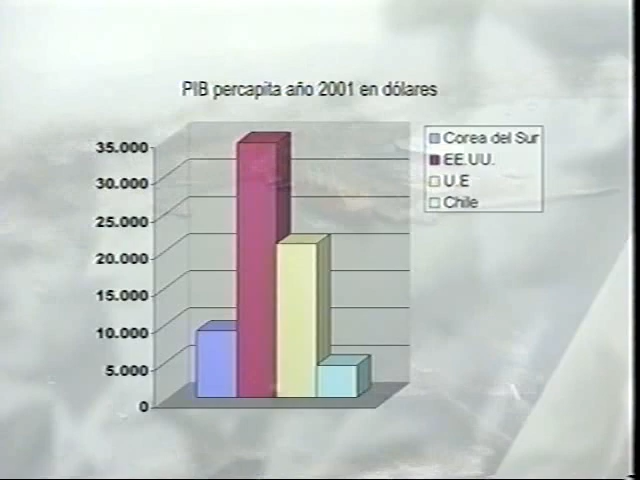 PIB percapita año 2001 en dólares
Corea del Sur
EE.UU.
U.E
Chile
35.000
30.000
25.000
20.000
15.000
10.000
5.000
0